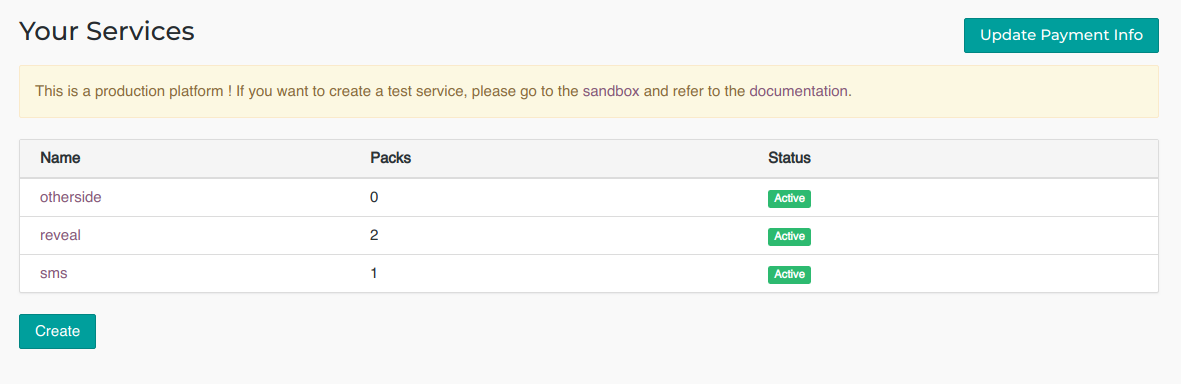 Your Services
Update Payment Info
This is a production platform ! If you want to create a test service, please go to the sandbox and refer to the documentation.
Name Packs Status
otherside 0 Active
reveal 2 Active
sms 1 Active
Create